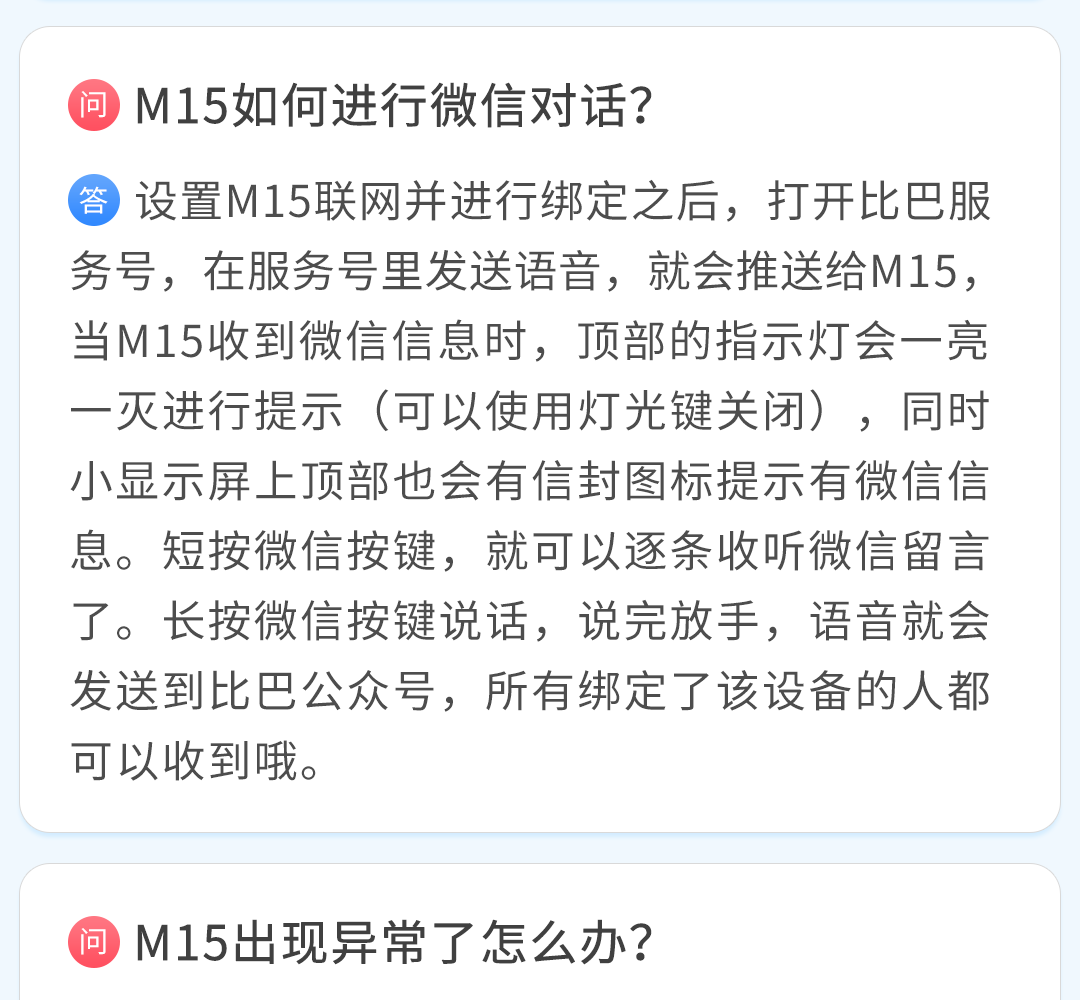 问 M15如何进行微信对话？
答 设置M15联网并进行绑定之后，打开比巴服
务号，在服务号里发送语音，就会推送给M15，
当M15收到微信信息时，顶部的指示灯会一亮
一灭进行提示（可以使用灯光键关闭），同时
小显示屏上顶部也会有信封图标提示有微信信
息。短按微信按键，就可以逐条收听微信留言
了。长按微信按键说话，说完放手，语音就会
发送到比巴公众号，所有绑定了该设备的人都
可以收到哦。
问 M15出现异常了怎么办？